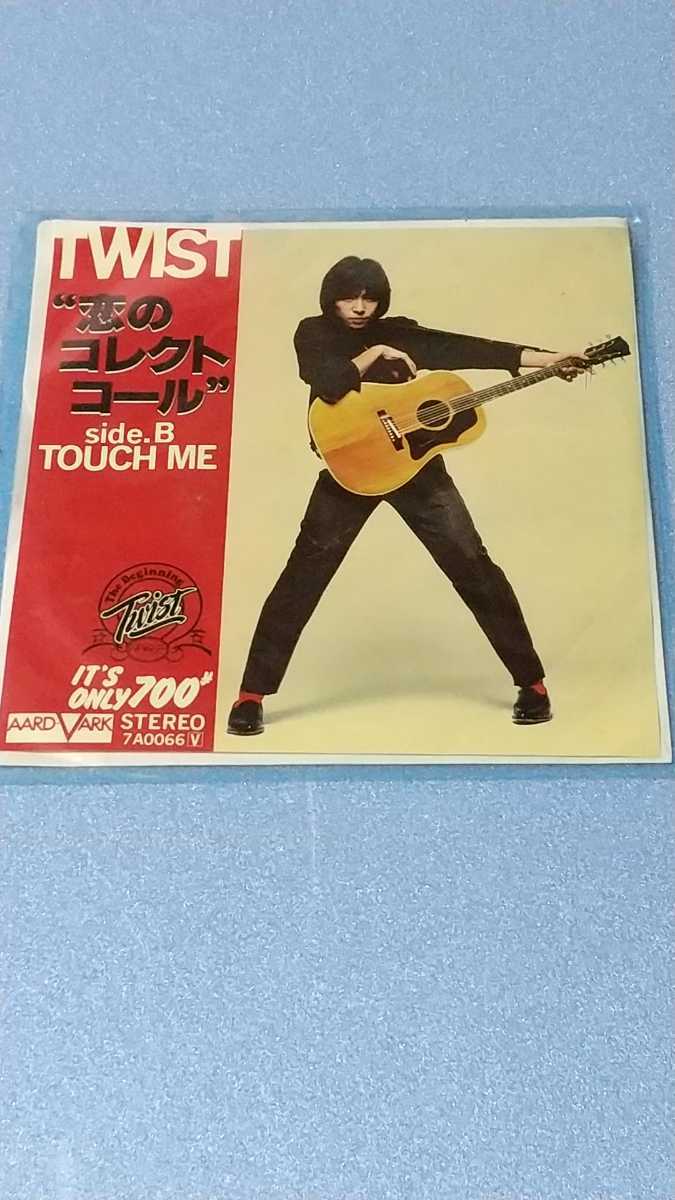 TWIST
“恋の
コレクト
コール”
side.B
TOUCH ME
The Beginning
Twist
IT'S
ONLY 700
AARD-VARK
STEREO
7A0066 V